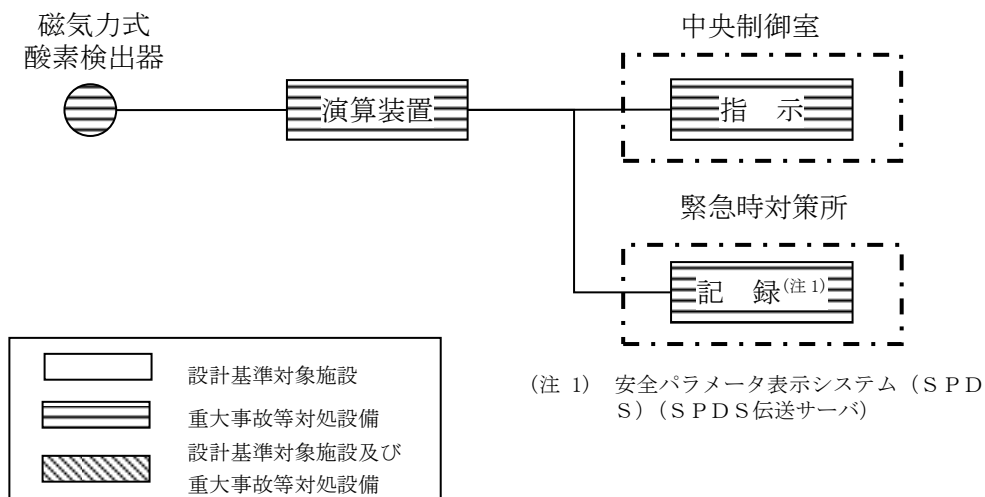 磁気力式
酸素検出器
演算装置
中央制御室
指　示
緊急時対策所
記　録(注1)
設計基準対象施設
重大事故等対処設備
設計基準対象施設及び
重大事故等対処設備
(注 1)　安全パラメータ表示システム（ＳＰＤ
Ｓ）（ＳＰＤＳ伝送サーバ）